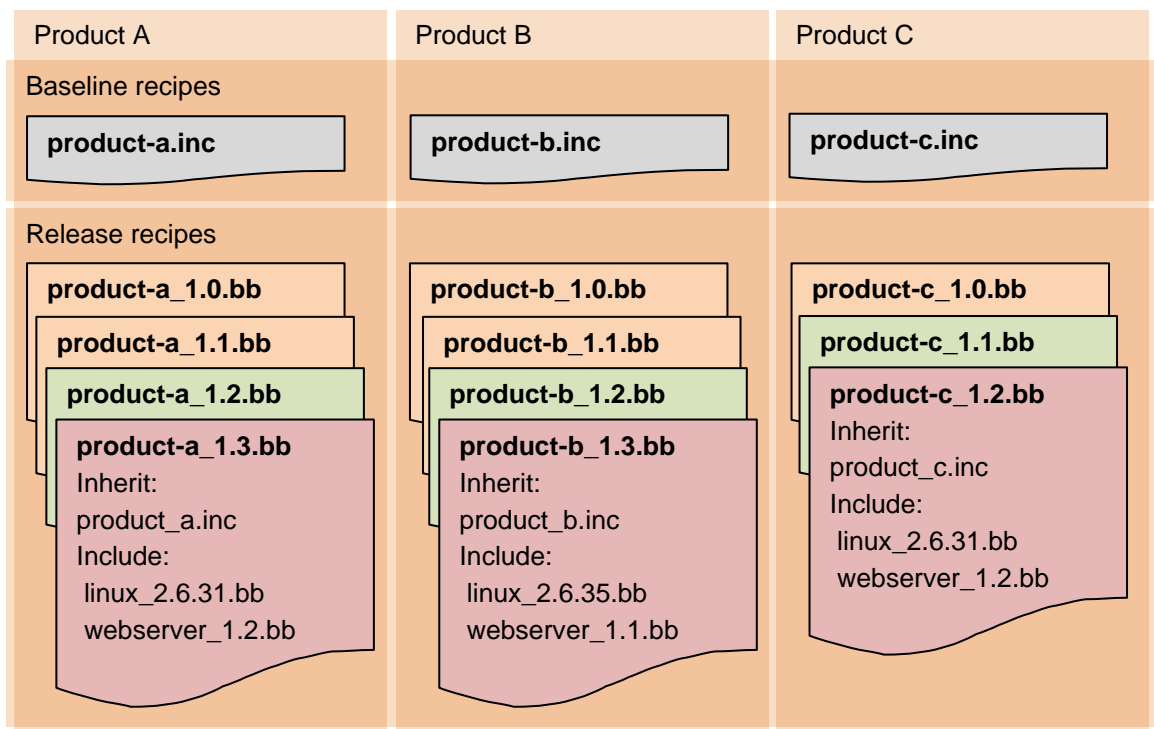 Product A
Product B
Product C
Baseline recipes
product-a.inc
product-b.inc
product-c.inc
Release recipes
product-a_1.0.bb
product-a_1.1.bb
product-a_1.2.bb
product-a_1.3.bb
Inherit:
product_a.inc
Include:
linux_2.6.31.bb
webserver_1.2.bb
product-b_1.0.bb
product-b_1.1.bb
product-b_1.2.bb
product-b_1.3.bb
Inherit:
product_b.inc
Include:
linux_2.6.35.bb
webserver_1.1.bb
product-c_1.0.bb
product-c_1.1.bb
product-c_1.2.bb
Inherit:
product_c.inc
Include:
linux_2.6.31.bb
webserver_1.2.bb